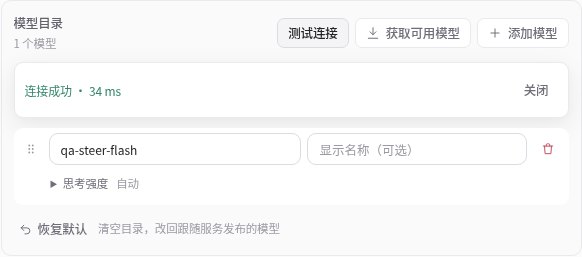 模型目录
1 个模型
测试连接 获取可用模型 添加模型
连接成功 · 34 ms 关闭
qa-steer-flash 显示名称（可选）
思考强度 自动
恢复默认 清空目录，改回跟随服务发布的模型